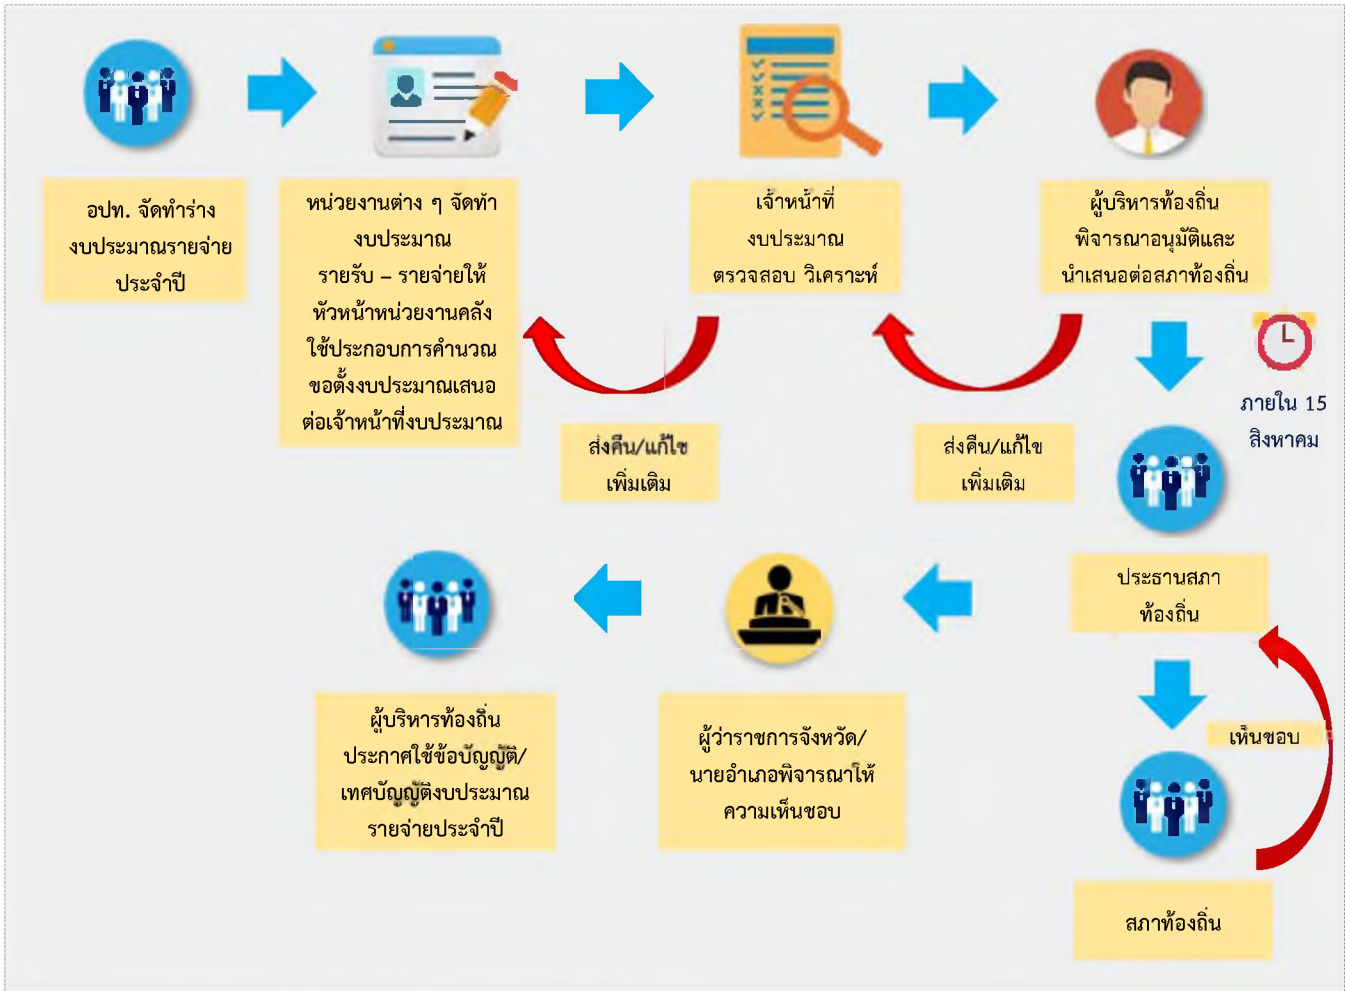 อปท. จัดทำร่าง
งบประมาณรายจ่าย
ประจำปี
หน่วยงานต่าง ๆ จัดทำ
งบประมาณ
รายรับ – รายจ่ายให้
หัวหน้าหน่วยงานคลัง
ใช้ประกอบการคำนวณ
ขอตั้งงบประมาณเสนอ
ต่อเจ้าหน้าที่งบประมาณ
เจ้าหน้าที่
งบประมาณ
ตรวจสอบ วิเคราะห์
ผู้บริหารท้องถิ่น
พิจารณาอนุมัติและ
นำเสนอต่อสภาท้องถิ่น
ภายใน 15
สิงหาคม
ส่งคืน/แก้ไข
เพิ่มเติม
ส่งคืน/แก้ไข
เพิ่มเติม
ประธานสภา
ท้องถิ่น
เห็นชอบ
สภาท้องถิ่น
ผู้ว่าราชการจังหวัด/
นายอำเภอพิจารณาให้
ความเห็นชอบ
ผู้บริหารท้องถิ่น
ประกาศใช้ข้อบัญญัติ/
เทศบัญญัติงบประมาณ
รายจ่ายประจำปี